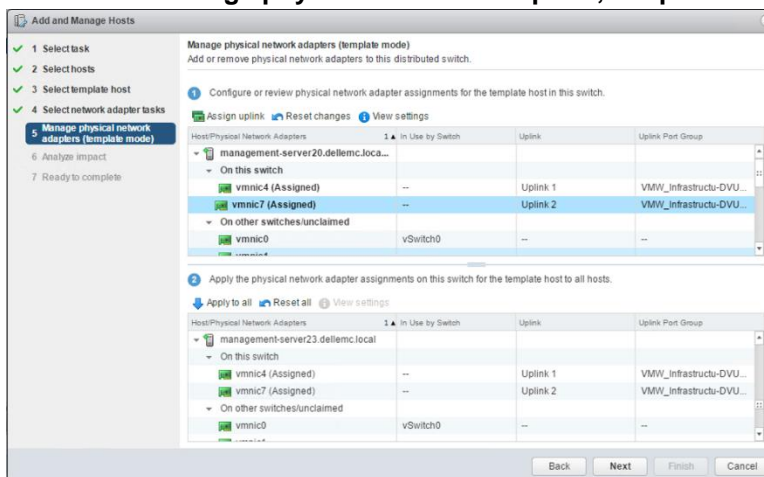 Add and Manage Hosts
1 Select task
2 Select hosts
3 Select template host
4 Select network adapter tasks
5 Manage physical network adapters (template mode)
6 Analyze impact
7 Ready to complete
Manage physical network adapters (template mode)
Add or remove physical network adapters to this distributed switch.
1 Configure or review physical network adapter assignments for the template host in this switch.
Assign uplink Reset changes View settings
Host/Physical Network Adapters 1 ▲ In Use by Switch Uplink Uplink Port Group
management-server20.dellemc.loca...
On this switch
vmnic4 (Assigned) -- Uplink 1 VMW_Infrastructu-DVU...
vmnic7 (Assigned) -- Uplink 2 VMW_Infrastructu-DVU...
On other switches/unclaimed
vmnic0 vSwitch0 -- --
2 Apply the physical network adapter assignments on this switch for the template host to all hosts.
Apply to all Reset all View settings
Host/Physical Network Adapters 1 ▲ In Use by Switch Uplink Uplink Port Group
management-server23.dellemc.local
On this switch
vmnic4 (Assigned) -- Uplink 1 VMW_Infrastructu-DVU...
vmnic7 (Assigned) -- Uplink 2 VMW_Infrastructu-DVU...
On other switches/unclaimed
vmnic0 vSwitch0 -- --
Back Next Finish Cancel